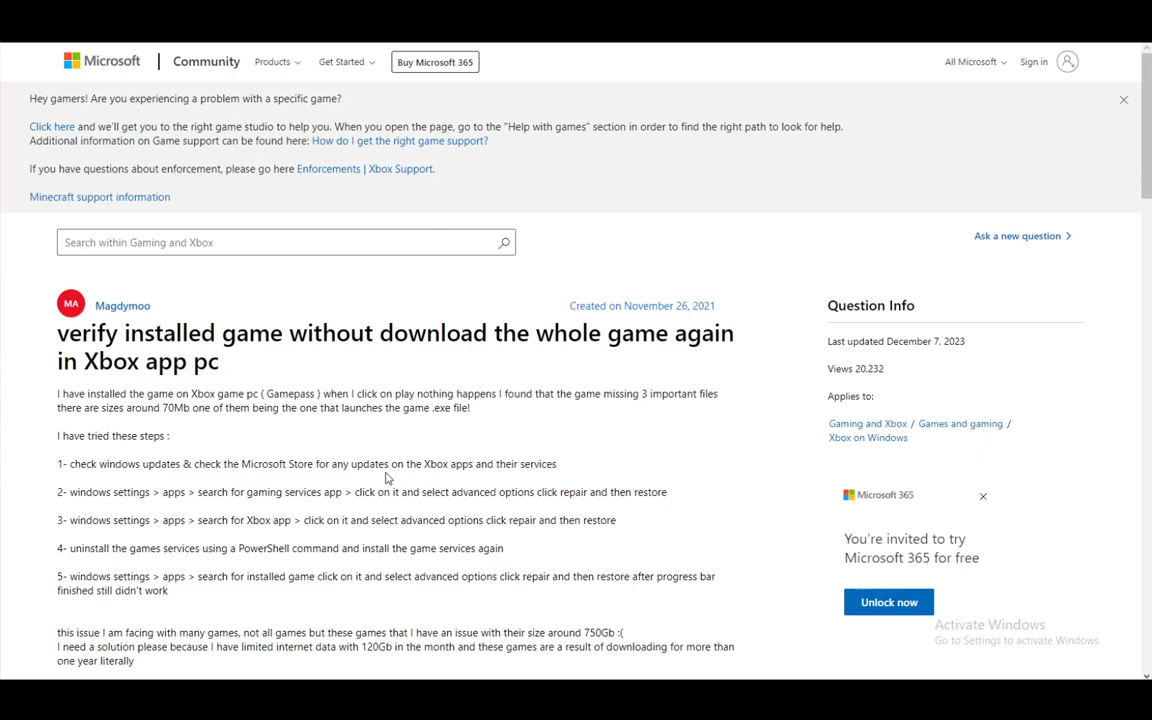 Microsoft | Community Products Get Started Buy Microsoft 365 All Microsoft Sign in
Hey gamers! Are you experiencing a problem with a specific game?
Click here and we'll get you to the right game studio to help you. When you open the page, go to the "Help with games" section in order to find the right path to look for help.
Additional information on Game support can be found here: How do I get the right game support?
If you have questions about enforcement, please go here Enforcements | Xbox Support.
Minecraft support information
Search within Gaming and Xbox
Ask a new question
MA Magdymoo Created on November 26, 2021
verify installed game without download the whole game again
in Xbox app pc
I have installed the game on Xbox game pc ( Gamepass ) when I click on play nothing happens I found that the game missing 3 important files
there are sizes around 70Mb one of them being the one that launches the game .exe file!
I have tried these steps :
1- check windows updates & check the Microsoft Store for any updates on the Xbox apps and their services
2- windows settings > apps > search for gaming services app > click on it and select advanced options click repair and then restore
3- windows settings > apps > search for Xbox app > click on it and select advanced options click repair and then restore
4- uninstall the games services using a PowerShell command and install the game services again
5- windows settings > apps > search for installed game click on it and select advanced options click repair and then restore after progress bar
finished still didn't work
this issue I am facing with many games, not all games but these games that I have an issue with their size around 750Gb :(
I need a solution please because I have limited internet data with 120Gb in the month and these games are a result of downloading for more than
one year literally
Question Info
Last updated December 7, 2023
Views 20,232
Applies to:
Gaming and Xbox / Games and gaming /
Xbox on Windows
Microsoft 365
You're invited to try
Microsoft 365 for free
Unlock now
Activate Windows
Go to Settings to activate Windows.